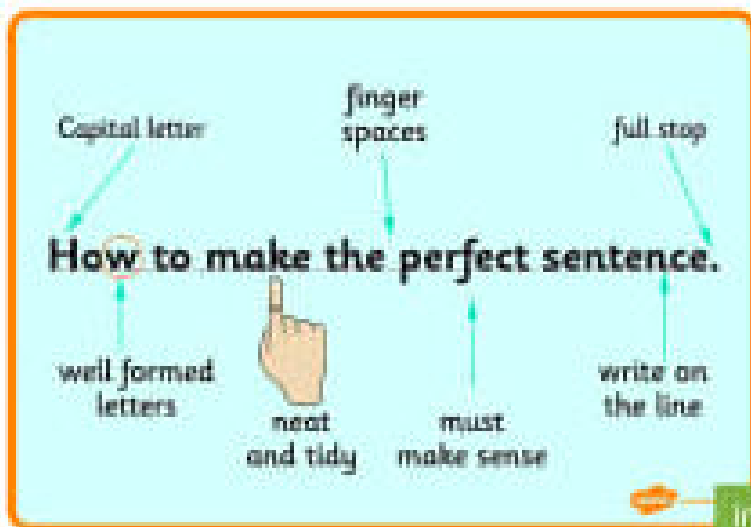 finger
spaces
Capital letter
full stop
How to make the perfect sentence.
well formed
letters
neat
and tidy
must
make sense
write on
the line